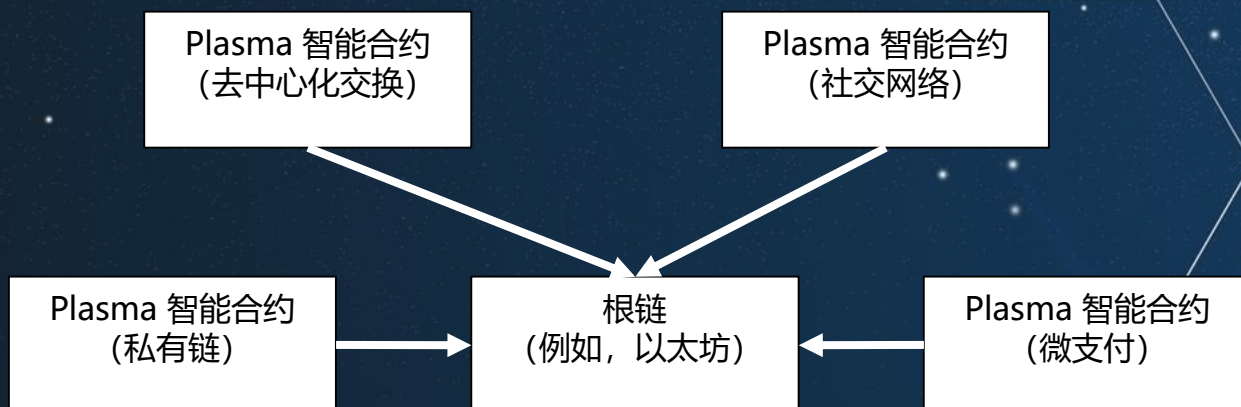 Plasma 智能合约
（去中心化交换）
Plasma 智能合约
（社交网络）
Plasma 智能合约
（私有链）
根链
（例如，以太坊）
Plasma 智能合约
（微支付）